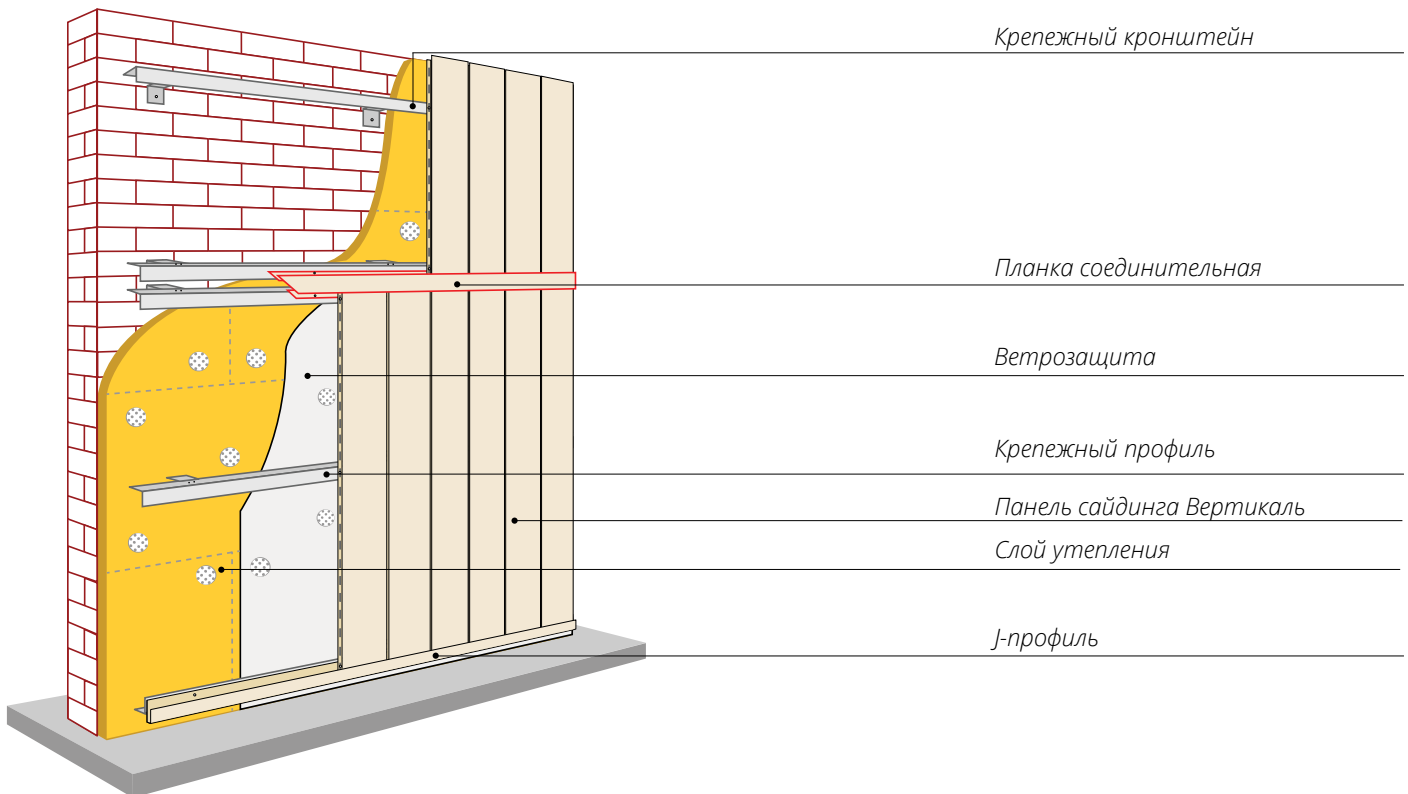 Крепежный кронштейн
Планка соединительная
Ветрозащита
Крепежный профиль
Панель сайдинга Вертикаль
Слой утепления
J-профиль